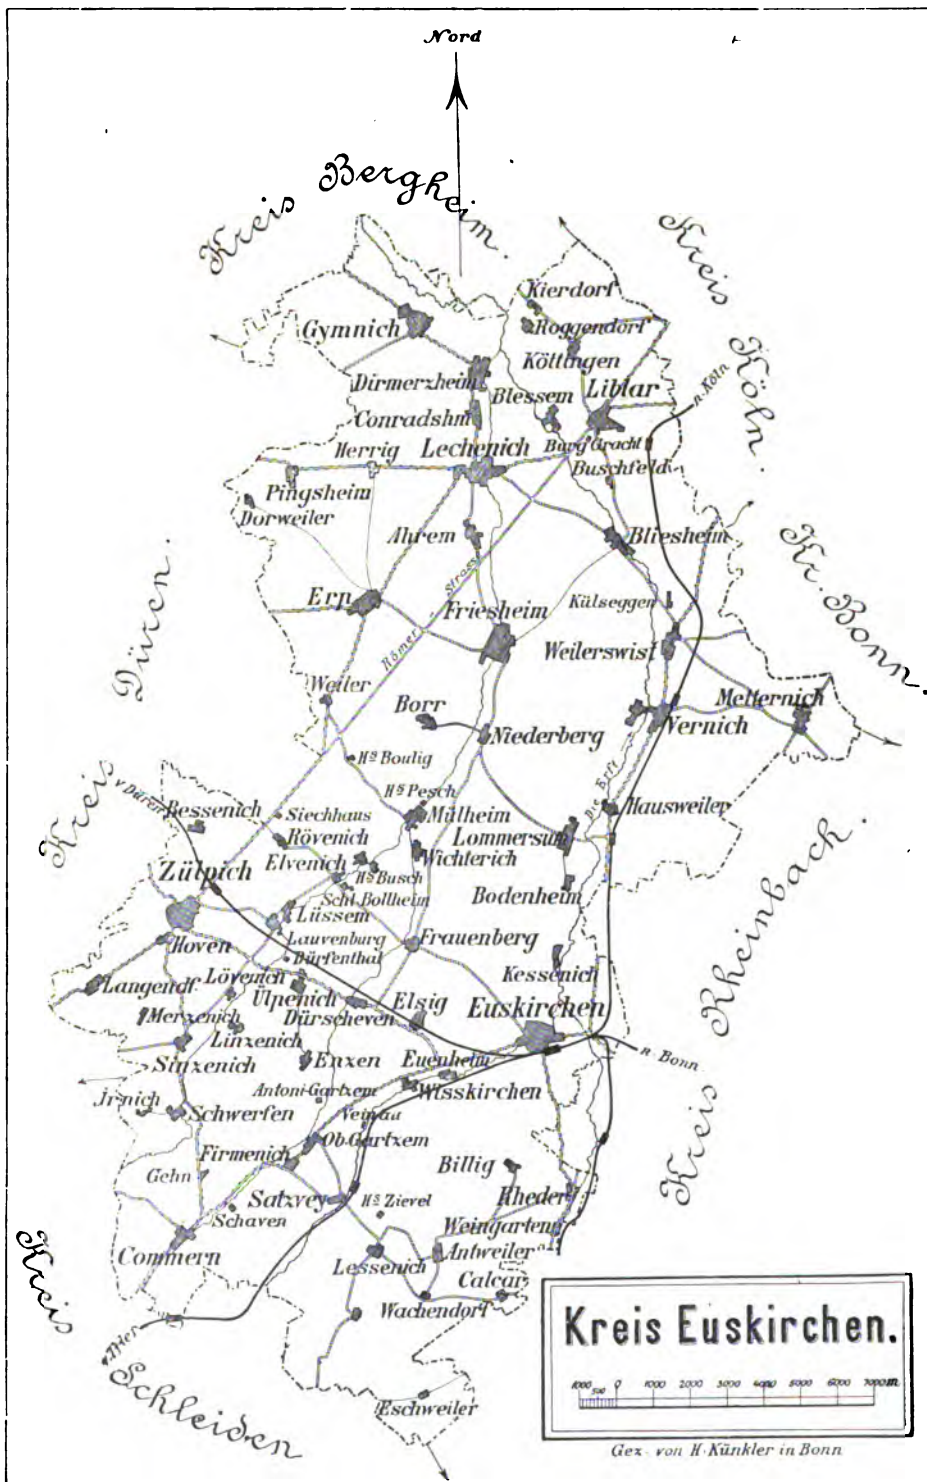 Nord
Kreis Bergheim.
Kreis Köln.
Kierdorf
Gymnich
Roggendorf
Köttingen
Dirmerzheim
Blessem
Liblar
n. Köln
Conradshm
Herrig
Lechenich
Burg Gracht
Buschfeld
Pingsheim
Dorweiler
Ahrem
Bliesheim
Kr. Bonn.
Erp
Römer-Strass
Friesheim
Külseggen
Weilerswist
Kreis Düren.
Weiler
Borr
Metternich
Vernich
Niederberg
Hs Boulig
v. Düren
Hs Pesch
Die Erft
Hausweiler
Bessenich
Siechhaus
Mülheim
Rövenich
Lommersum
Elvenich
Wichterich
Zülpich
Hs Busch
Schl. Bollheim
Bodenheim
Lüssem
Hoven
Lauvenburg
Frauenberg
Dürfenthal
Kessenich
Kreis Rheinbach.
Langendf.
Lövenich
Ülpenich
Elsig
Euskirchen
Merzenich
Dürscheven
Linzenich
Sinzenich
Enzen
Euenheim
n. Bonn
Antoni-Gartzem
Wisskirchen
Jrnich
Schwerfen
Veinau
Ob. Gartzem
Firmenich
Billig
Gehn
Satzvey
Hs Zievel
Rheder
Schaven
Weingarten
Commern
Lessenich
Antweiler
Calcar
Wachendorf
v. Trier
Kreis Schleiden
Eschweiler
Kreis Euskirchen.
1000 500 0 1000 2000 3000 4000 5000 6000 7000 m
Gez. von H. Künkler in Bonn